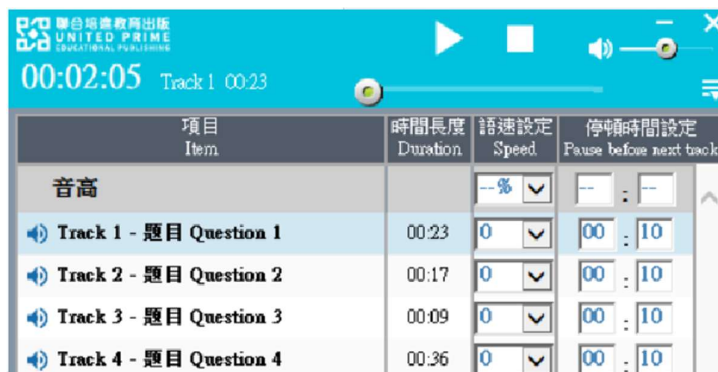 聯合培進教育出版
UNITED PRIME
EDUCATIONAL PUBLISHING
00:02:05 Track 1 00:23
項目 時間長度 語速設定 停頓時間設定
Item Duration Speed Pause before next track
音高 --% -- : --
Track 1 - 題目 Question 1 00:23 0 00 : 10
Track 2 - 題目 Question 2 00:17 0 00 : 10
Track 3 - 題目 Question 3 00:09 0 00 : 10
Track 4 - 題目 Question 4 00:36 0 00 : 10